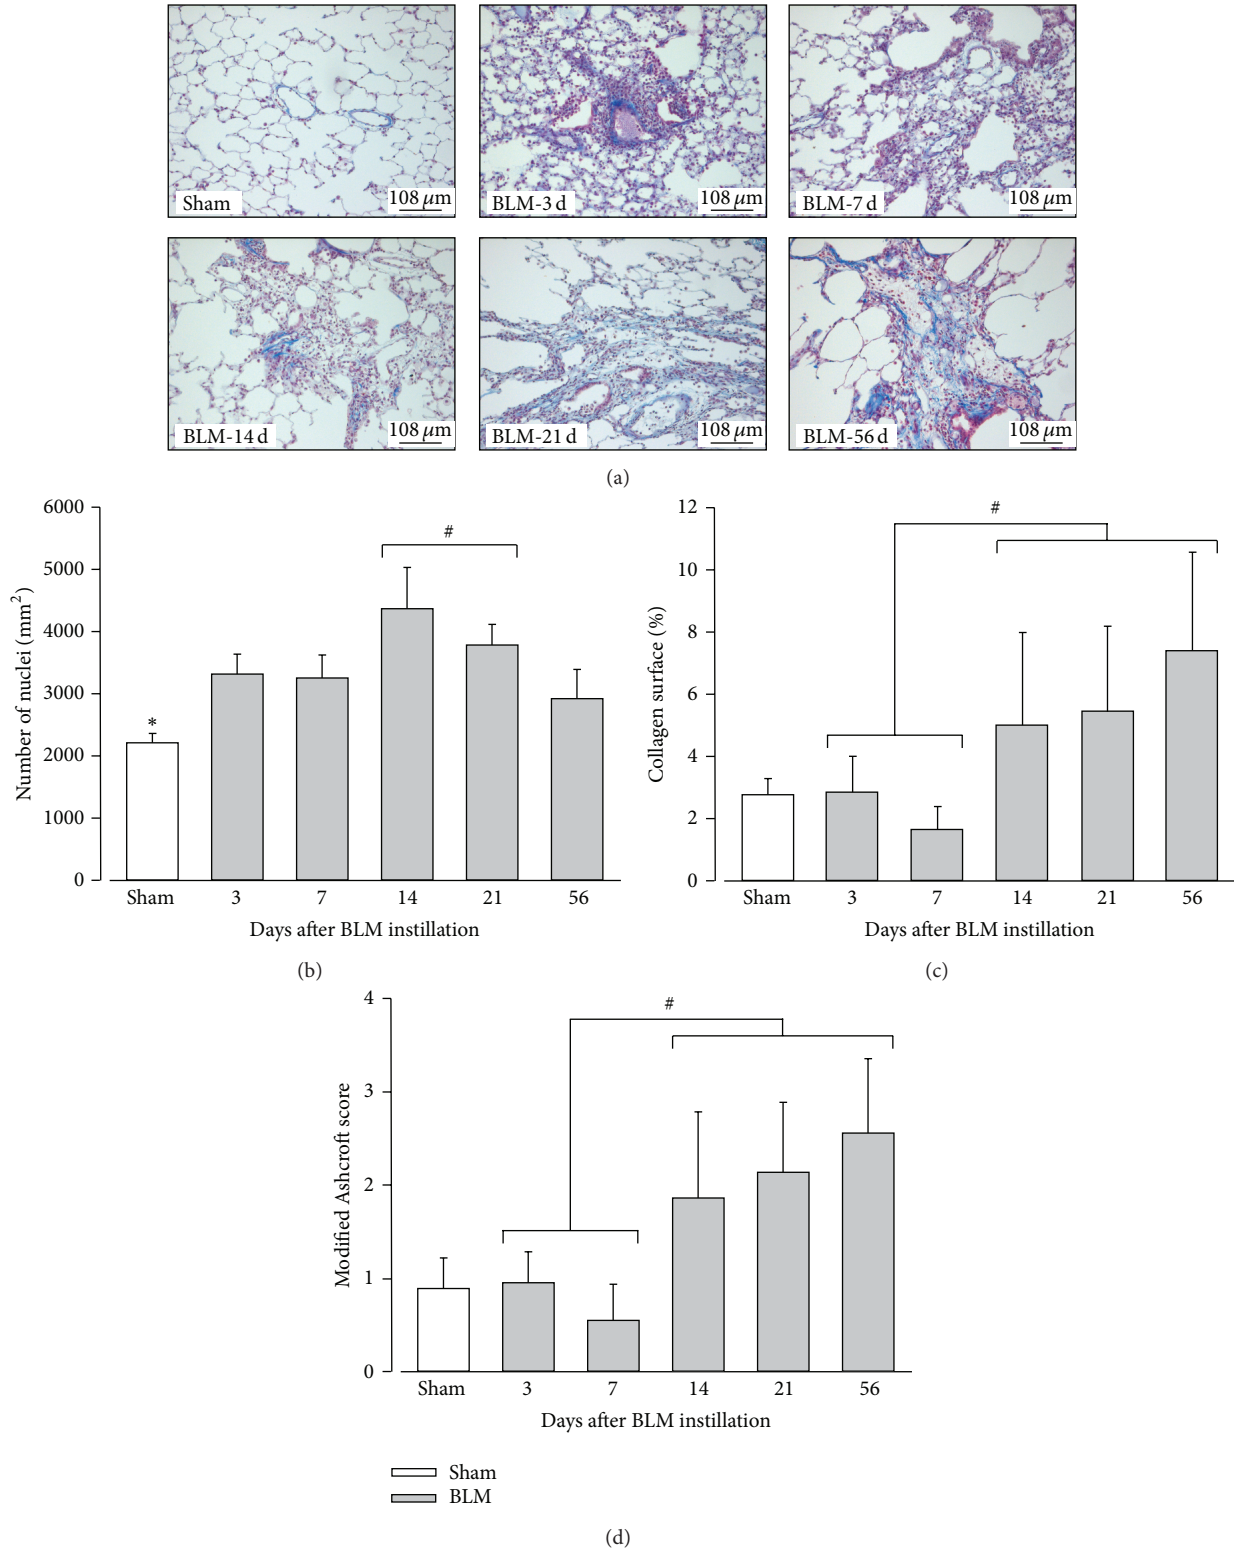 Sham 108 μm
BLM-3 d 108 μm
BLM-7 d 108 μm
BLM-14 d 108 μm
BLM-21 d 108 μm
BLM-56 d 108 μm
(a)
Number of nuclei (mm²)
6000
5000
4000
3000
2000
1000
0
*
#
Sham 3 7 14 21 56
Days after BLM instillation
(b)
Collagen surface (%)
12
10
8
6
4
2
0
#
Sham 3 7 14 21 56
Days after BLM instillation
(c)
Modified Ashcroft score
4
3
2
1
0
#
Sham 3 7 14 21 56
Days after BLM instillation
Sham
BLM
(d)